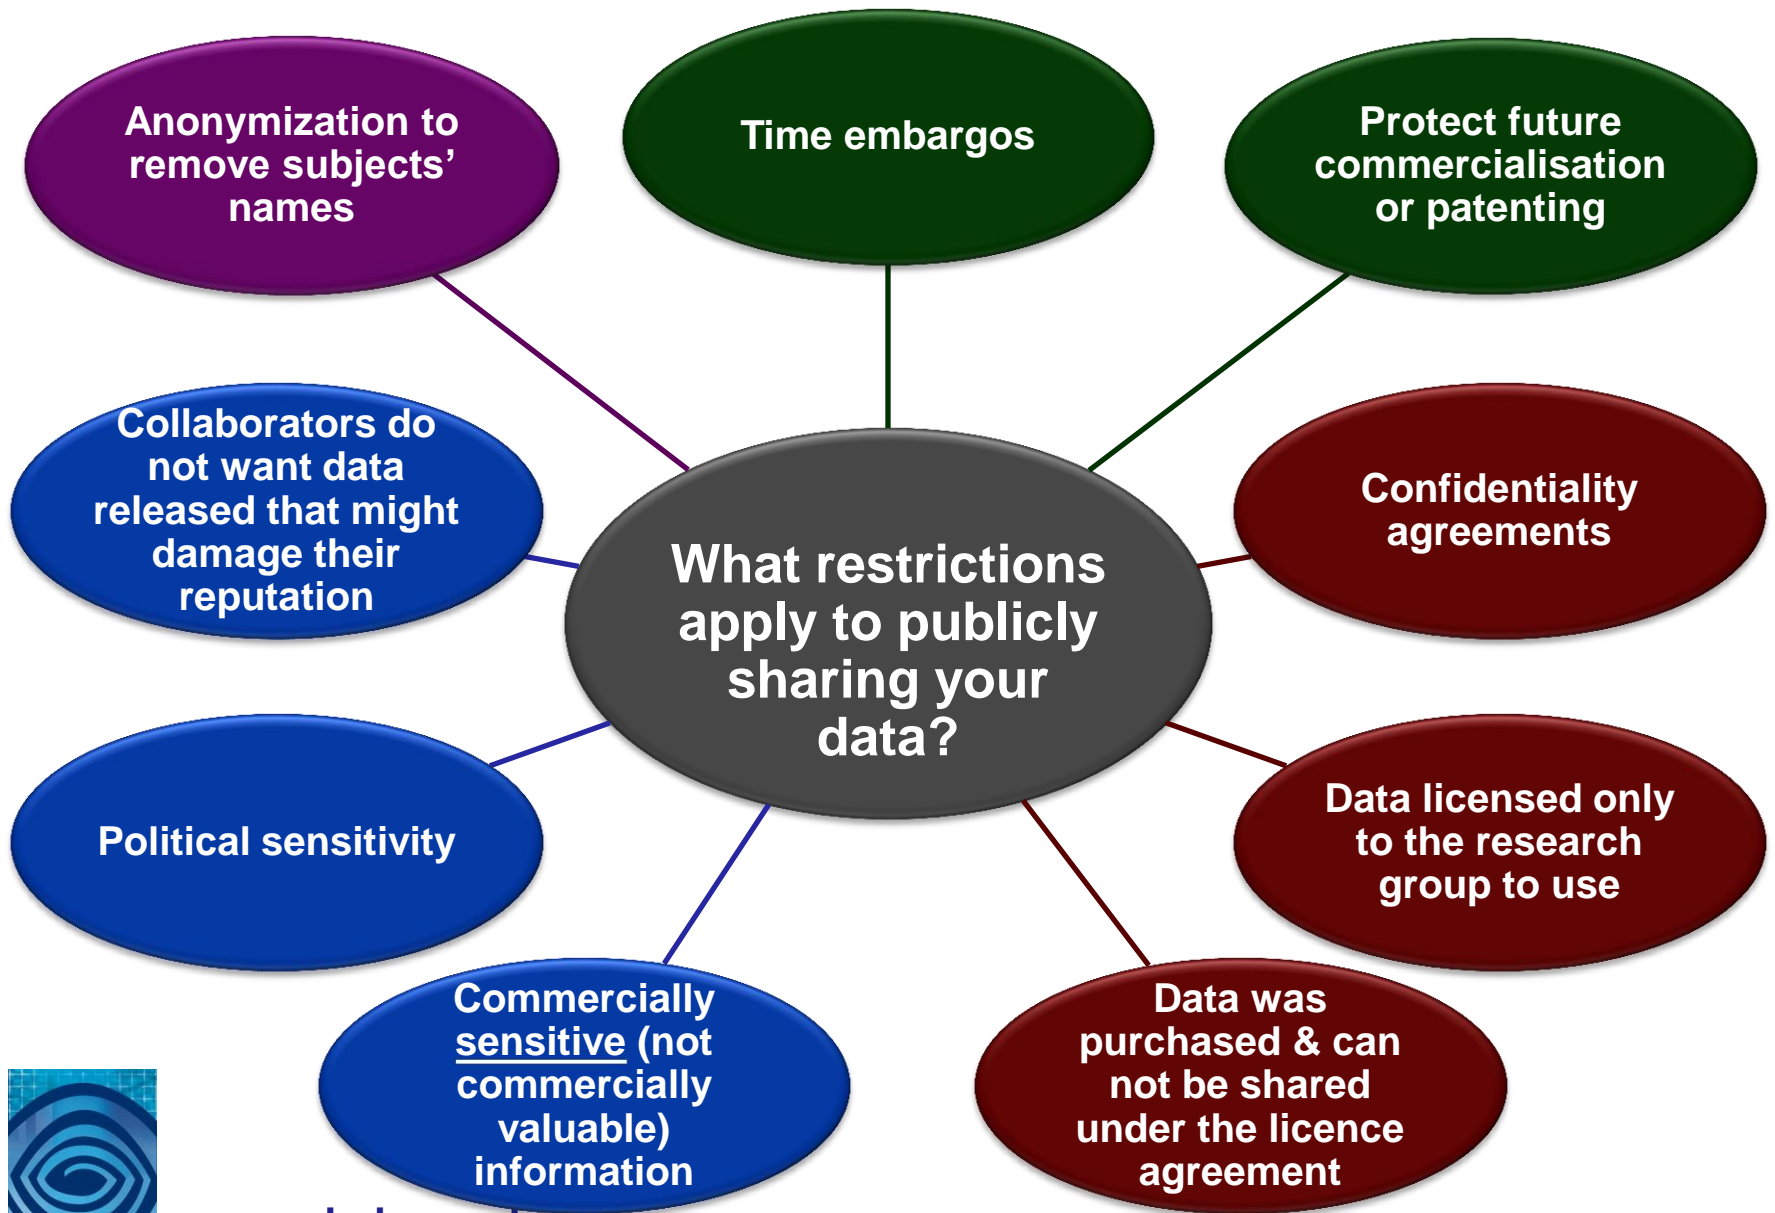 Anonymization to
remove subjects’
names
Time embargos
Protect future
commercialisation
or patenting
Collaborators do
not want data
released that might
damage their
reputation
What restrictions
apply to publicly
sharing your
data?
Confidentiality
agreements
Political sensitivity
Data licensed only
to the research
group to use
Commercially
sensitive (not
commercially
valuable)
information
Data was
purchased & can
not be shared
under the licence
agreement